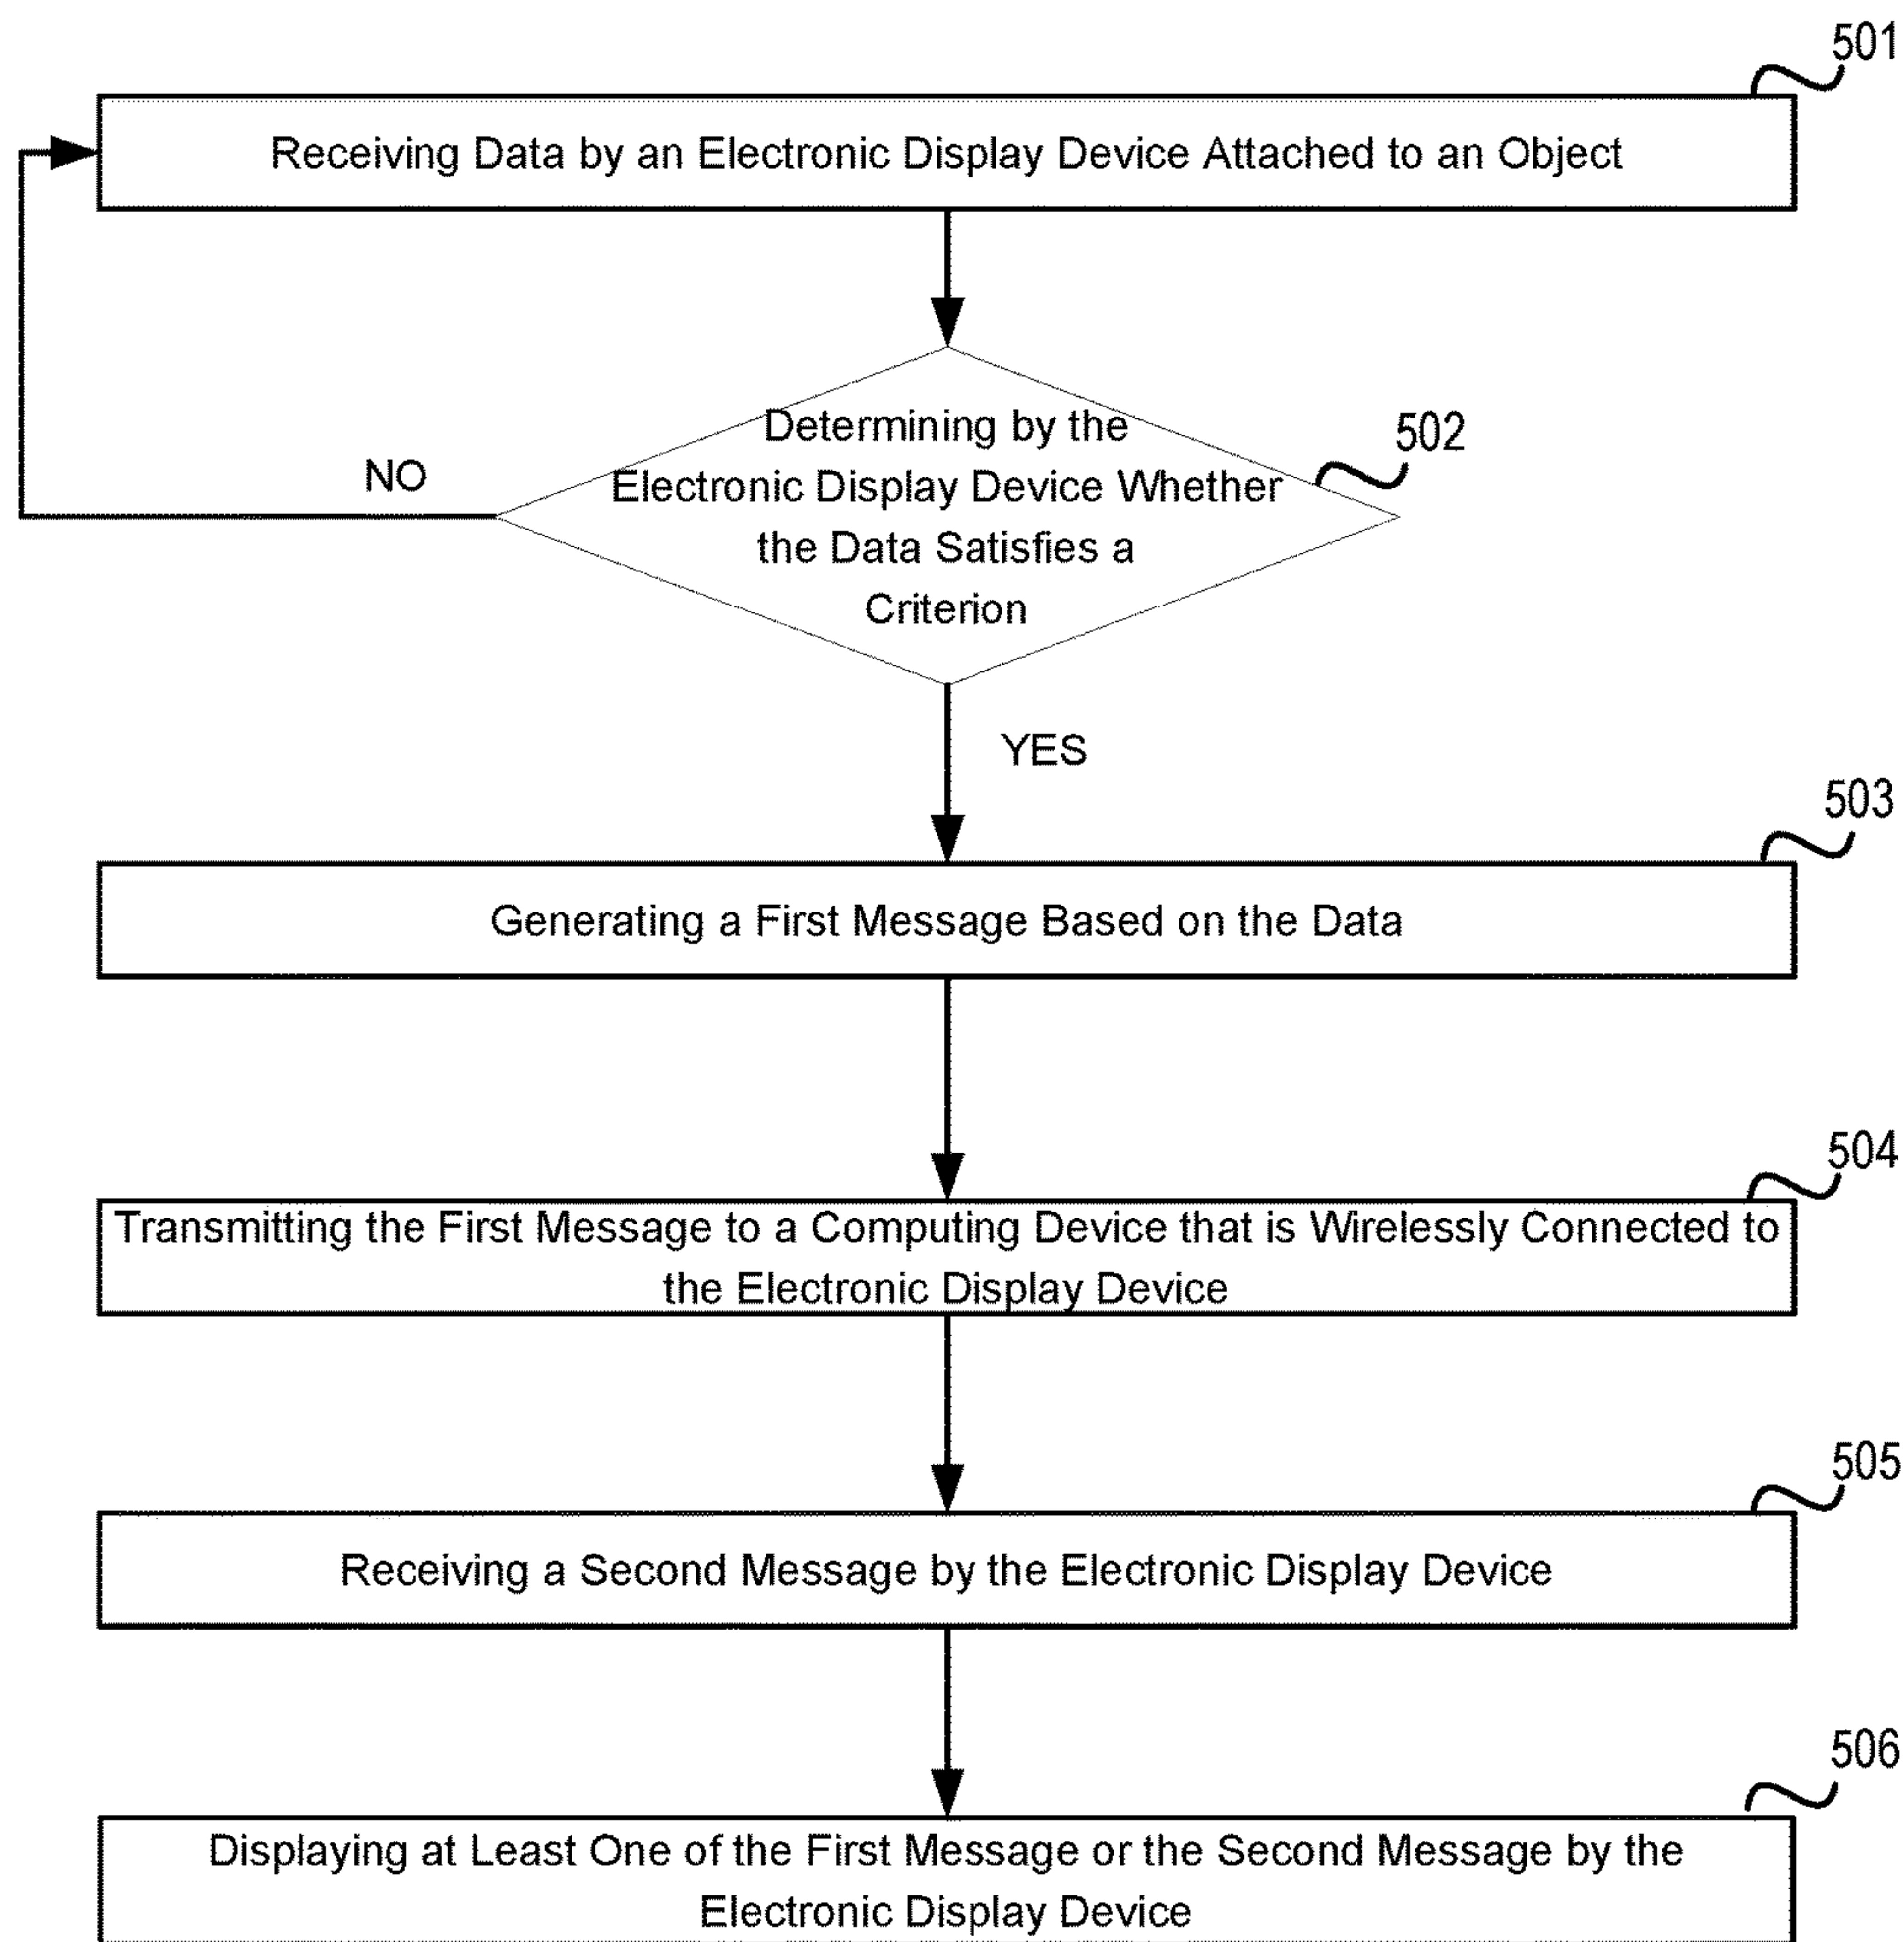 501
Receiving Data by an Electronic Display Device Attached to an Object
Determining by the
502
Electronic Display Device Whether
NO
the Data Satisfies a
Criterion
YES
503
Generating a First Message Based on the Data
504
Transmitting the First Message to a Computing Device that is Wirelessly Connected to
the Electronic Display Device
505
Receiving a Second Message by the Electronic Display Device
506
Displaying at Least One of the First Message or the Second Message by the
Electronic Display Device